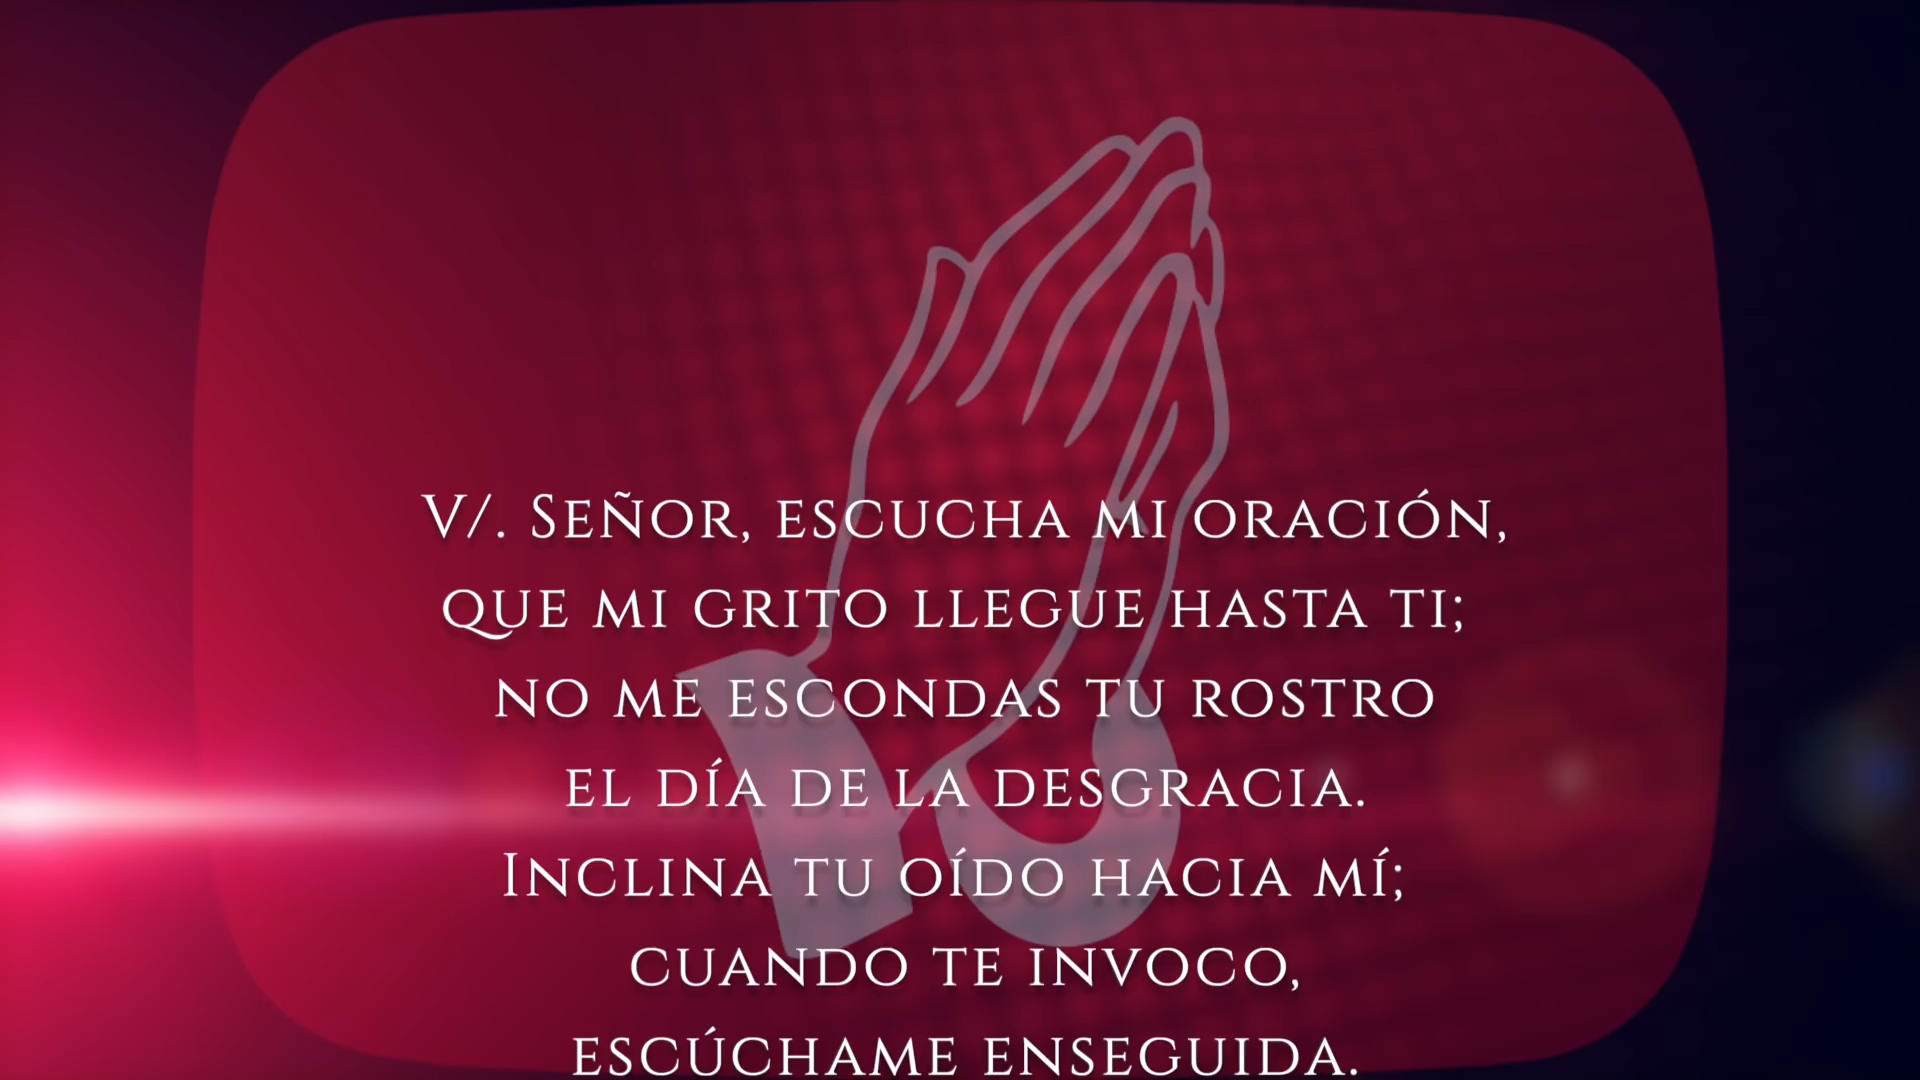 V/. Señor, escucha mi oración,
que mi grito llegue hasta ti;
no me escondas tu rostro
el día de la desgracia.
Inclina tu oído hacia mí;
cuando te invoco,
escúchame enseguida.